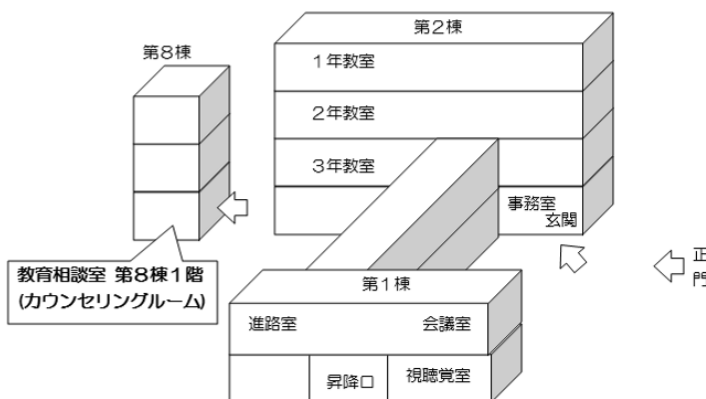 第2棟
第8棟
1年教室
2年教室
3年教室
事務室
玄関
正
門
教育相談室 第8棟1階
(カウンセリングルーム)
第1棟
進路室
会議室
昇降口
視聴覚室